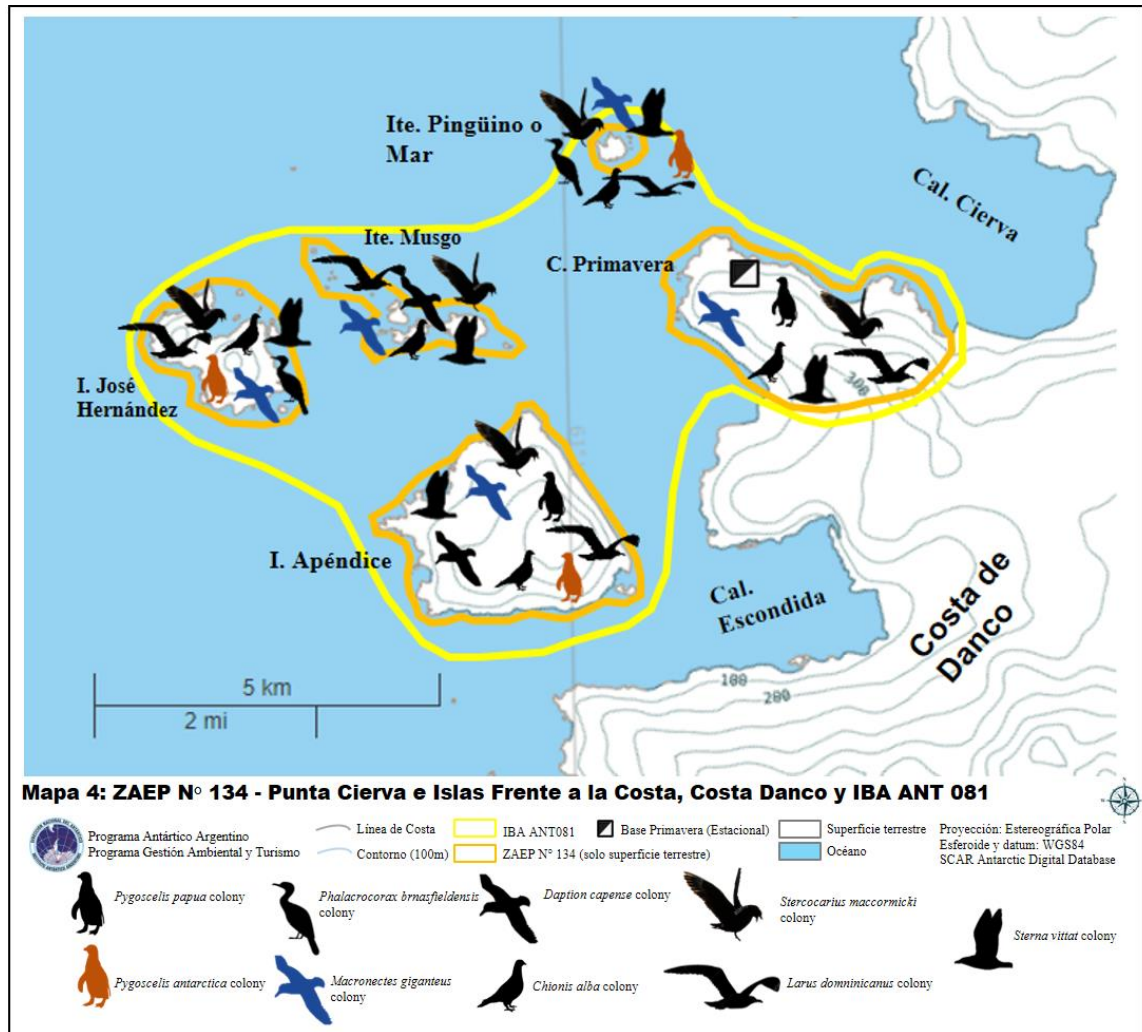 Ite. Pingüino o
Mar
Cal. Cierva
Ite. Musgo
C. Primavera
I. José
Hernández
300
I. Apéndice
Cal.
Escondida
Costa de
Danco
100
200
5 km
2 mi
Mapa 4: ZAEP N° 134 - Punta Cierva e Islas Frente a la Costa, Costa Danco y IBA ANT 081
Programa Antártico Argentino
Programa Gestión Ambiental y Turismo
Línea de Costa
Contorno (100m)
IBA ANT081
ZAEP N° 134 (solo superficie terrestre)
Base Primavera (Estacional)
Superficie terrestre
Océano
Proyección: Estereográfica Polar
Esferoide y datum: WGS84
SCAR Antarctic Digital Database
Pygoscelis papua colony
Phalacrocorax brnasfieldensis
colony
Daption capense colony
Stercocarius maccormicki
colony
Sterna vittat colony
Pygoscelis antarctica colony
Macronectes giganteus
colony
Chionis alba colony
Larus domninicanus colony